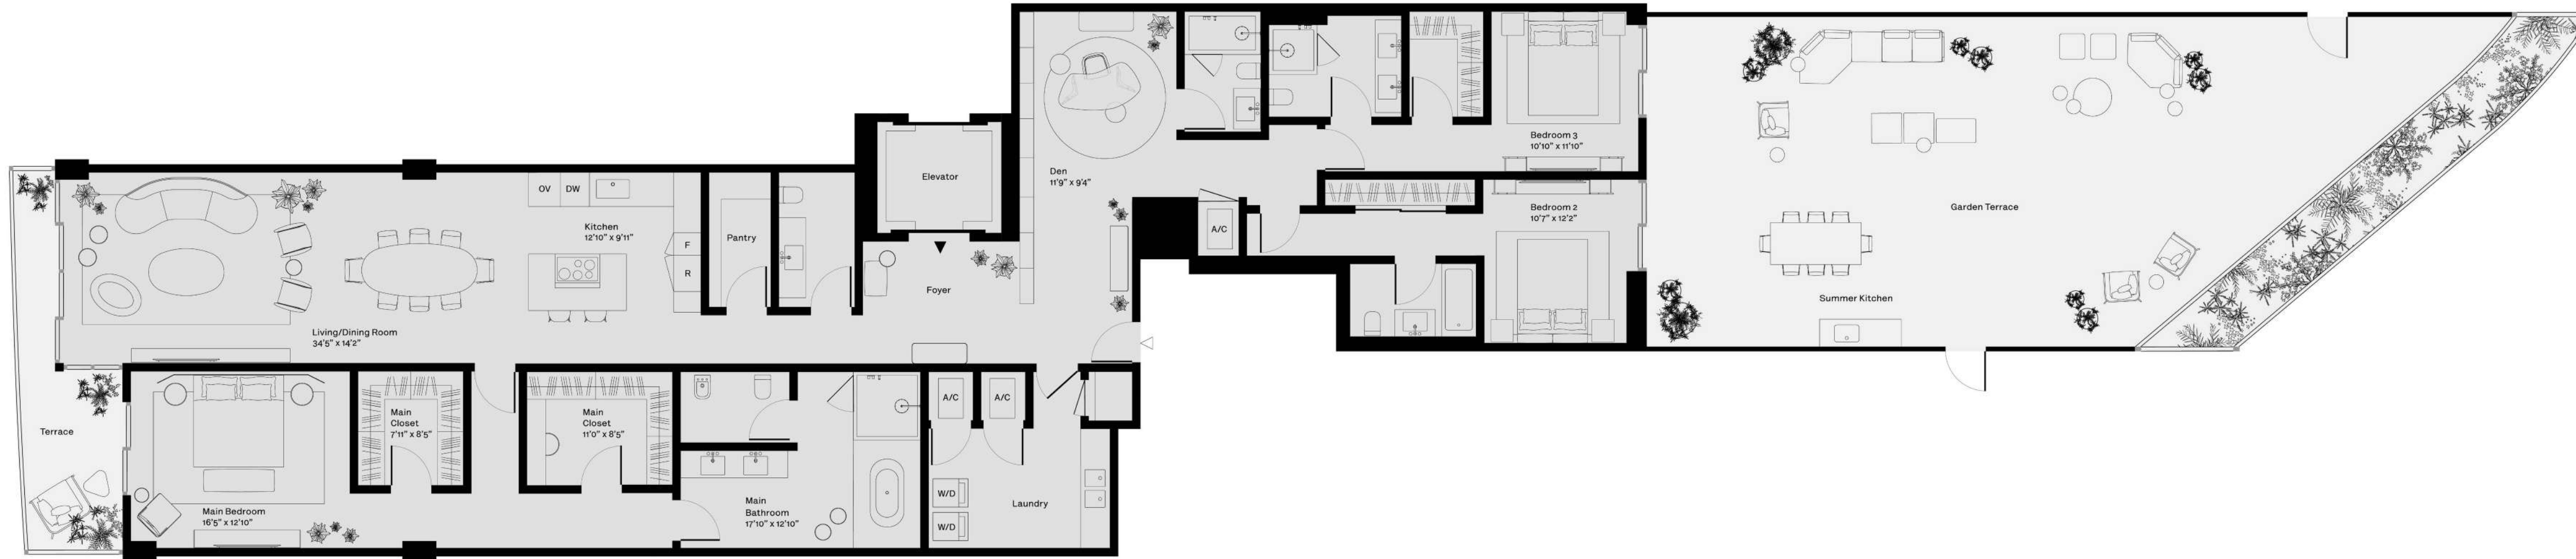 Elevator
Den
11'9" x 9'4"
Bedroom 3
10'10" x 11'10"
Bedroom 2
10'7" x 12'2"
A/C
Garden Terrace
Summer Kitchen
OV
DW
Kitchen
12'10" x 9'11"
F
R
Pantry
Foyer
Living/Dining Room
34'5" x 14'2"
Terrace
Main Bedroom
16'5" x 12'10"
Main
Closet
7'11" x 8'5"
Main
Closet
11'0" x 8'5"
Main
Bathroom
17'10" x 12'10"
A/C
A/C
W/D
W/D
Laundry